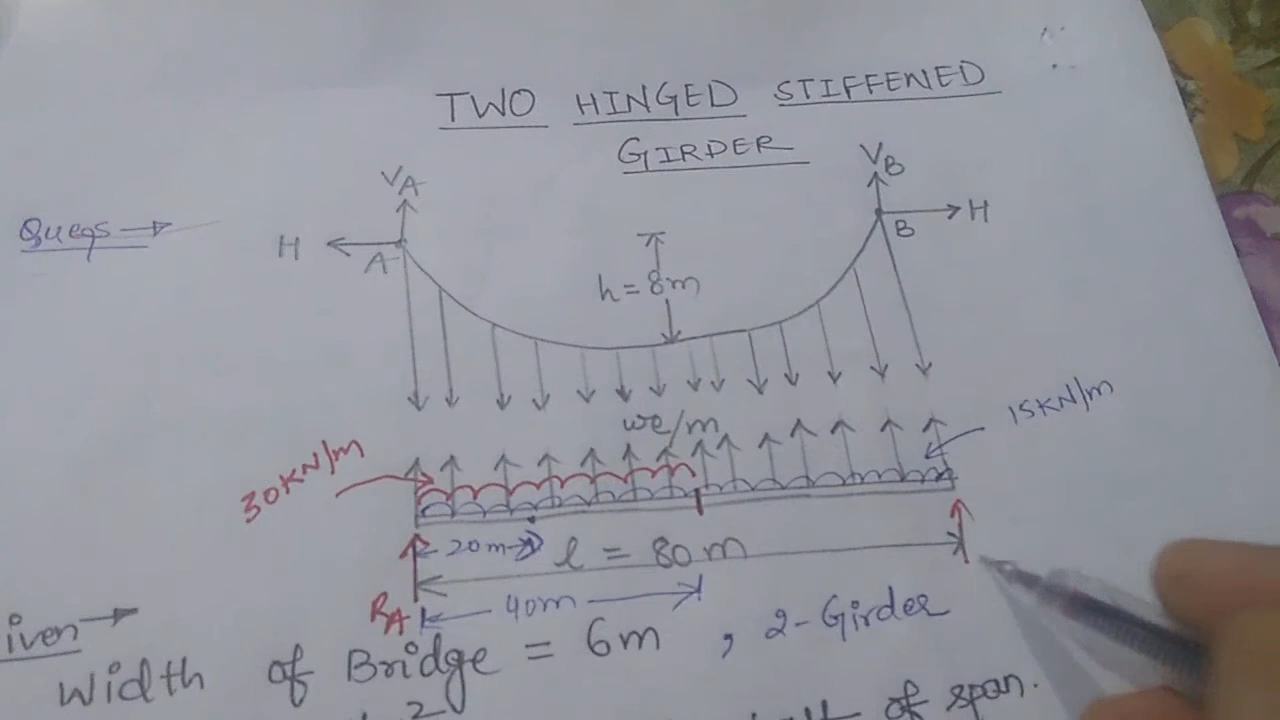 TWO HINGED STIFFENED
GIRDER
VA
VB
Ques →
H
A
B
H
h = 8m
we/m
15KN/m
30KN/m
20m
l = 80m
RA
40m
iven →
Width of Bridge = 6m , 2-Girder
of span.